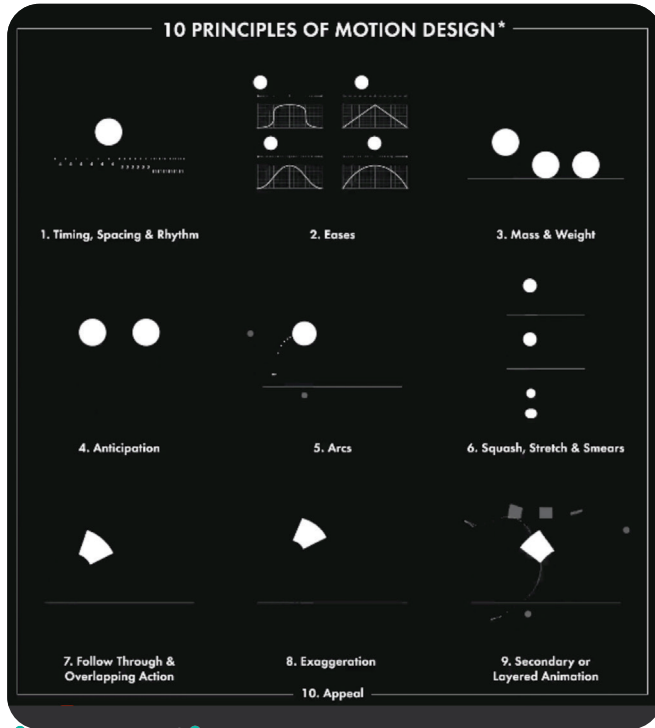 10 PRINCIPLES OF MOTION DESIGN*
1. Timing, Spacing & Rhythm
2. Eases
3. Mass & Weight
4. Anticipation
5. Arcs
6. Squash, Stretch & Smears
7. Follow Through &
Overlapping Action
8. Exaggeration
9. Secondary or
Layered Animation
10. Appeal